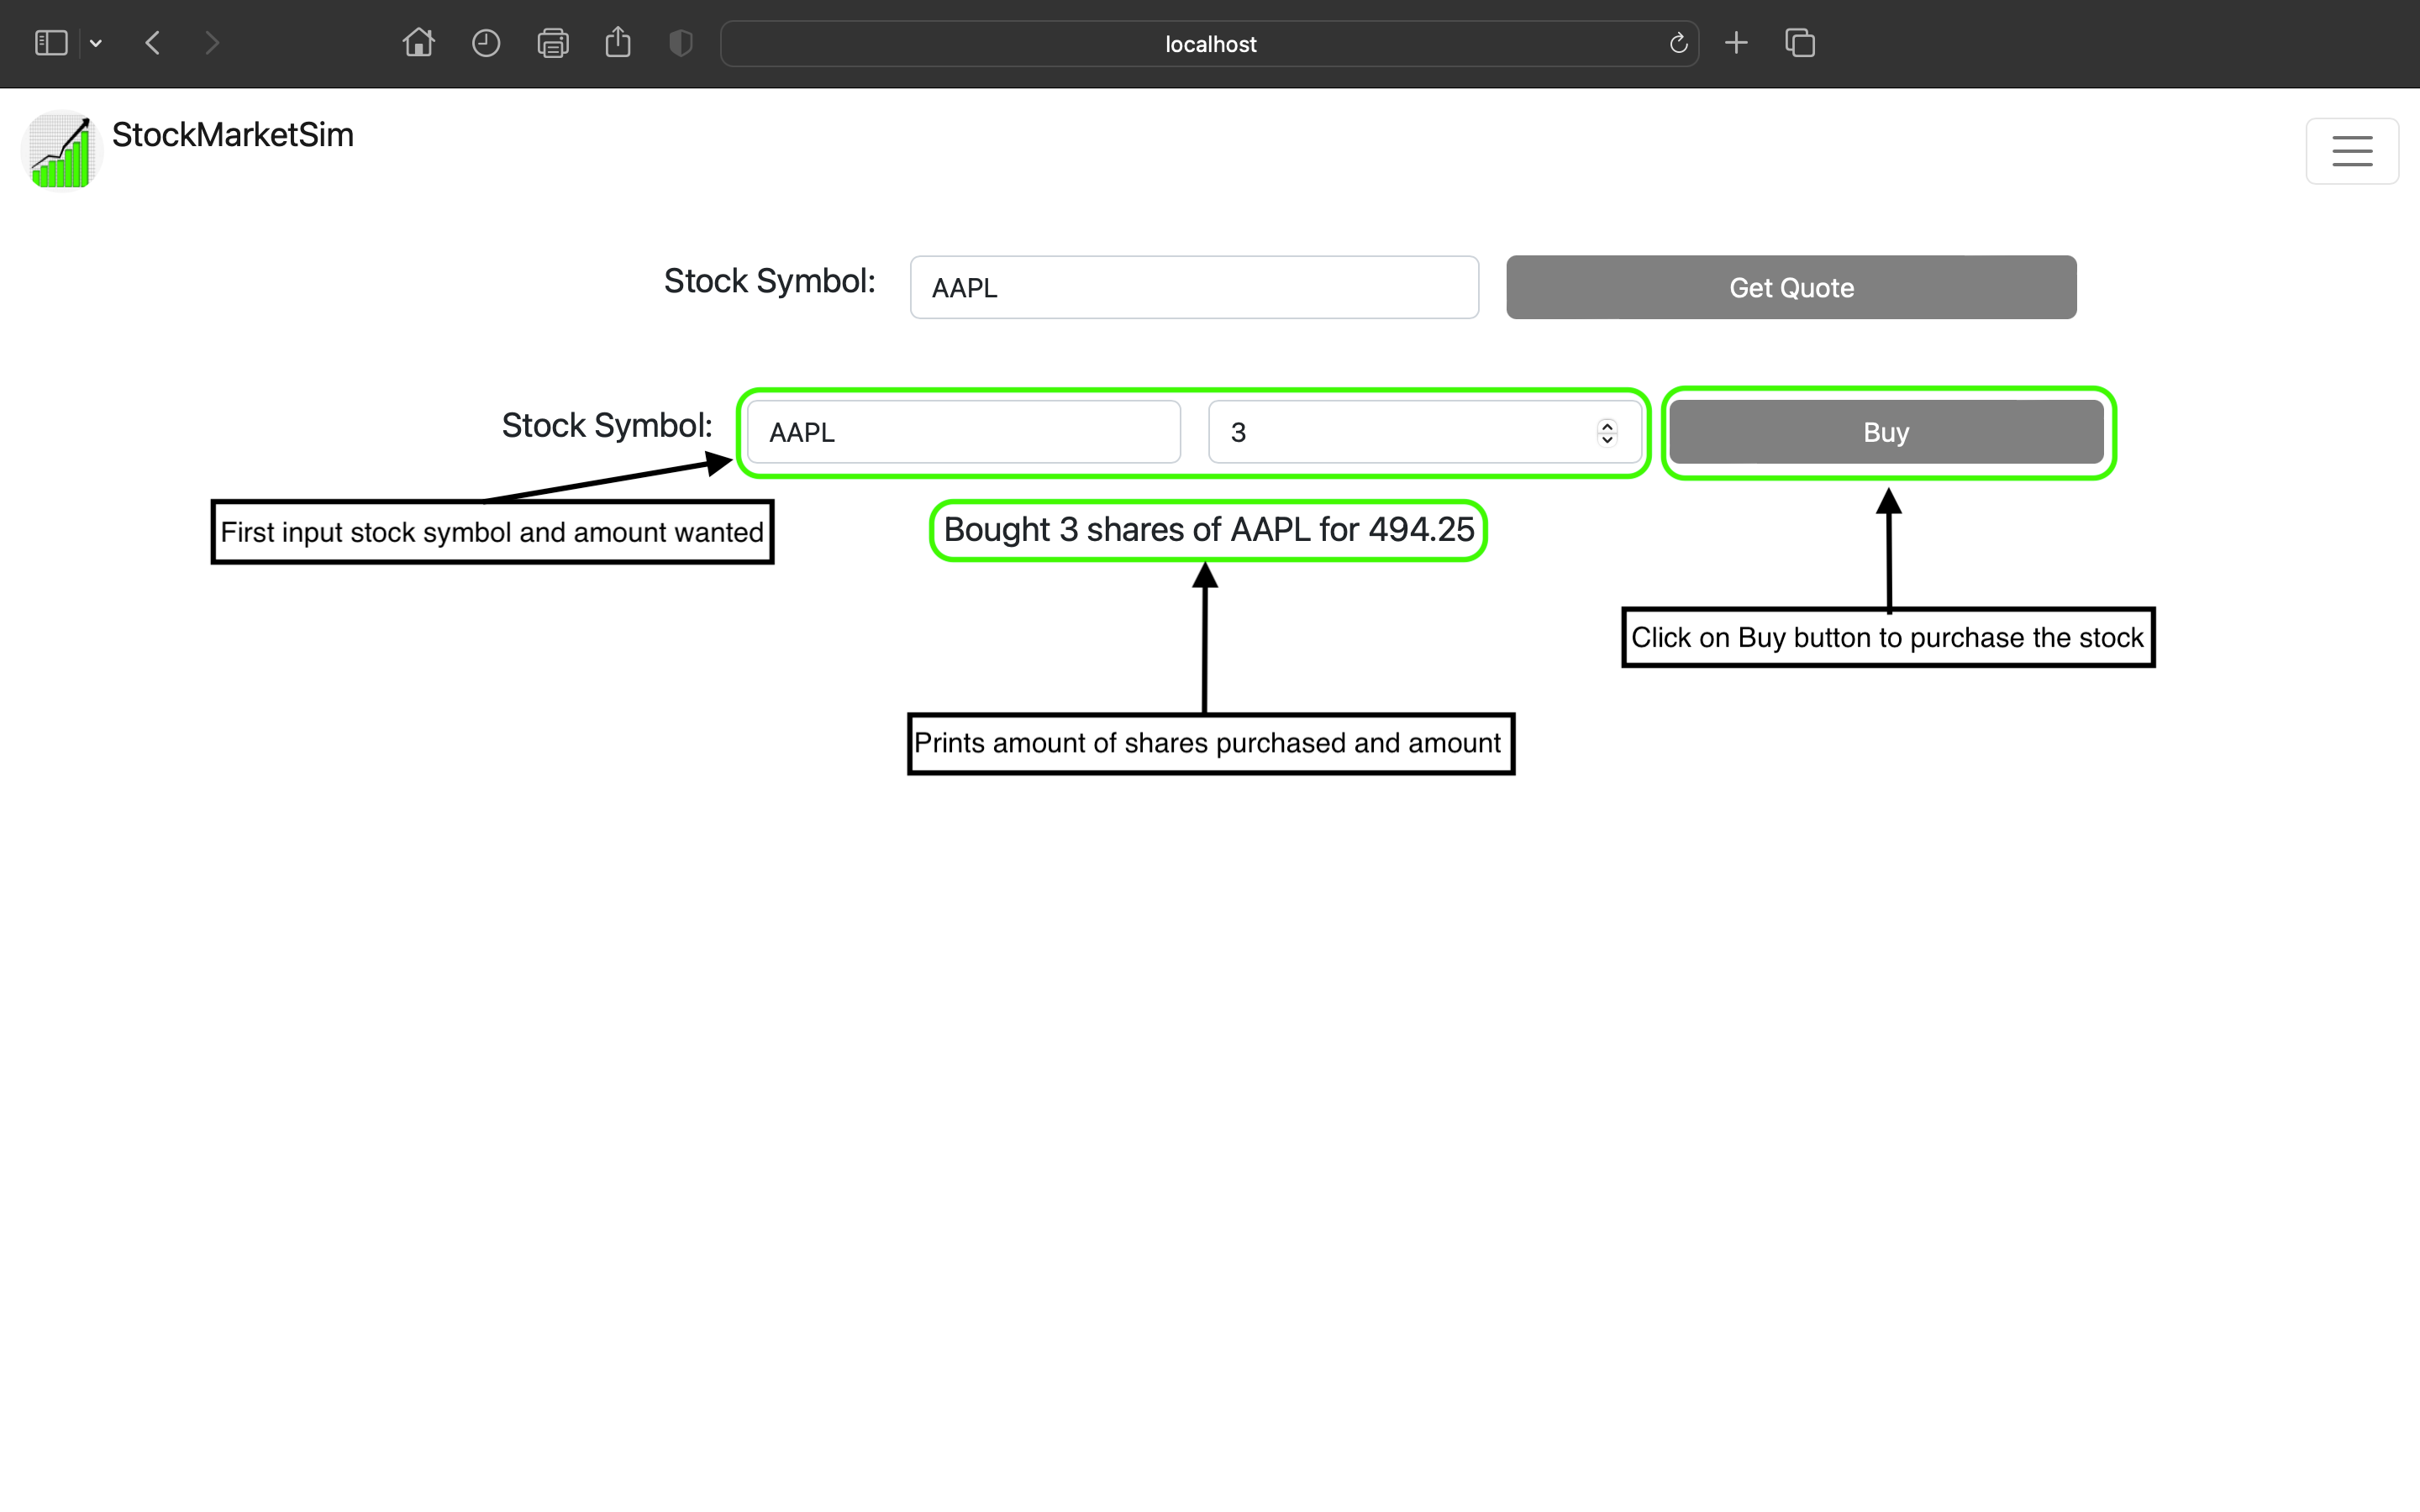 localhost
StockMarketSim
Stock Symbol: AAPL Get Quote
Stock Symbol: AAPL 3 Buy
First input stock symbol and amount wanted
Bought 3 shares of AAPL for 494.25
Click on Buy button to purchase the stock
Prints amount of shares purchased and amount